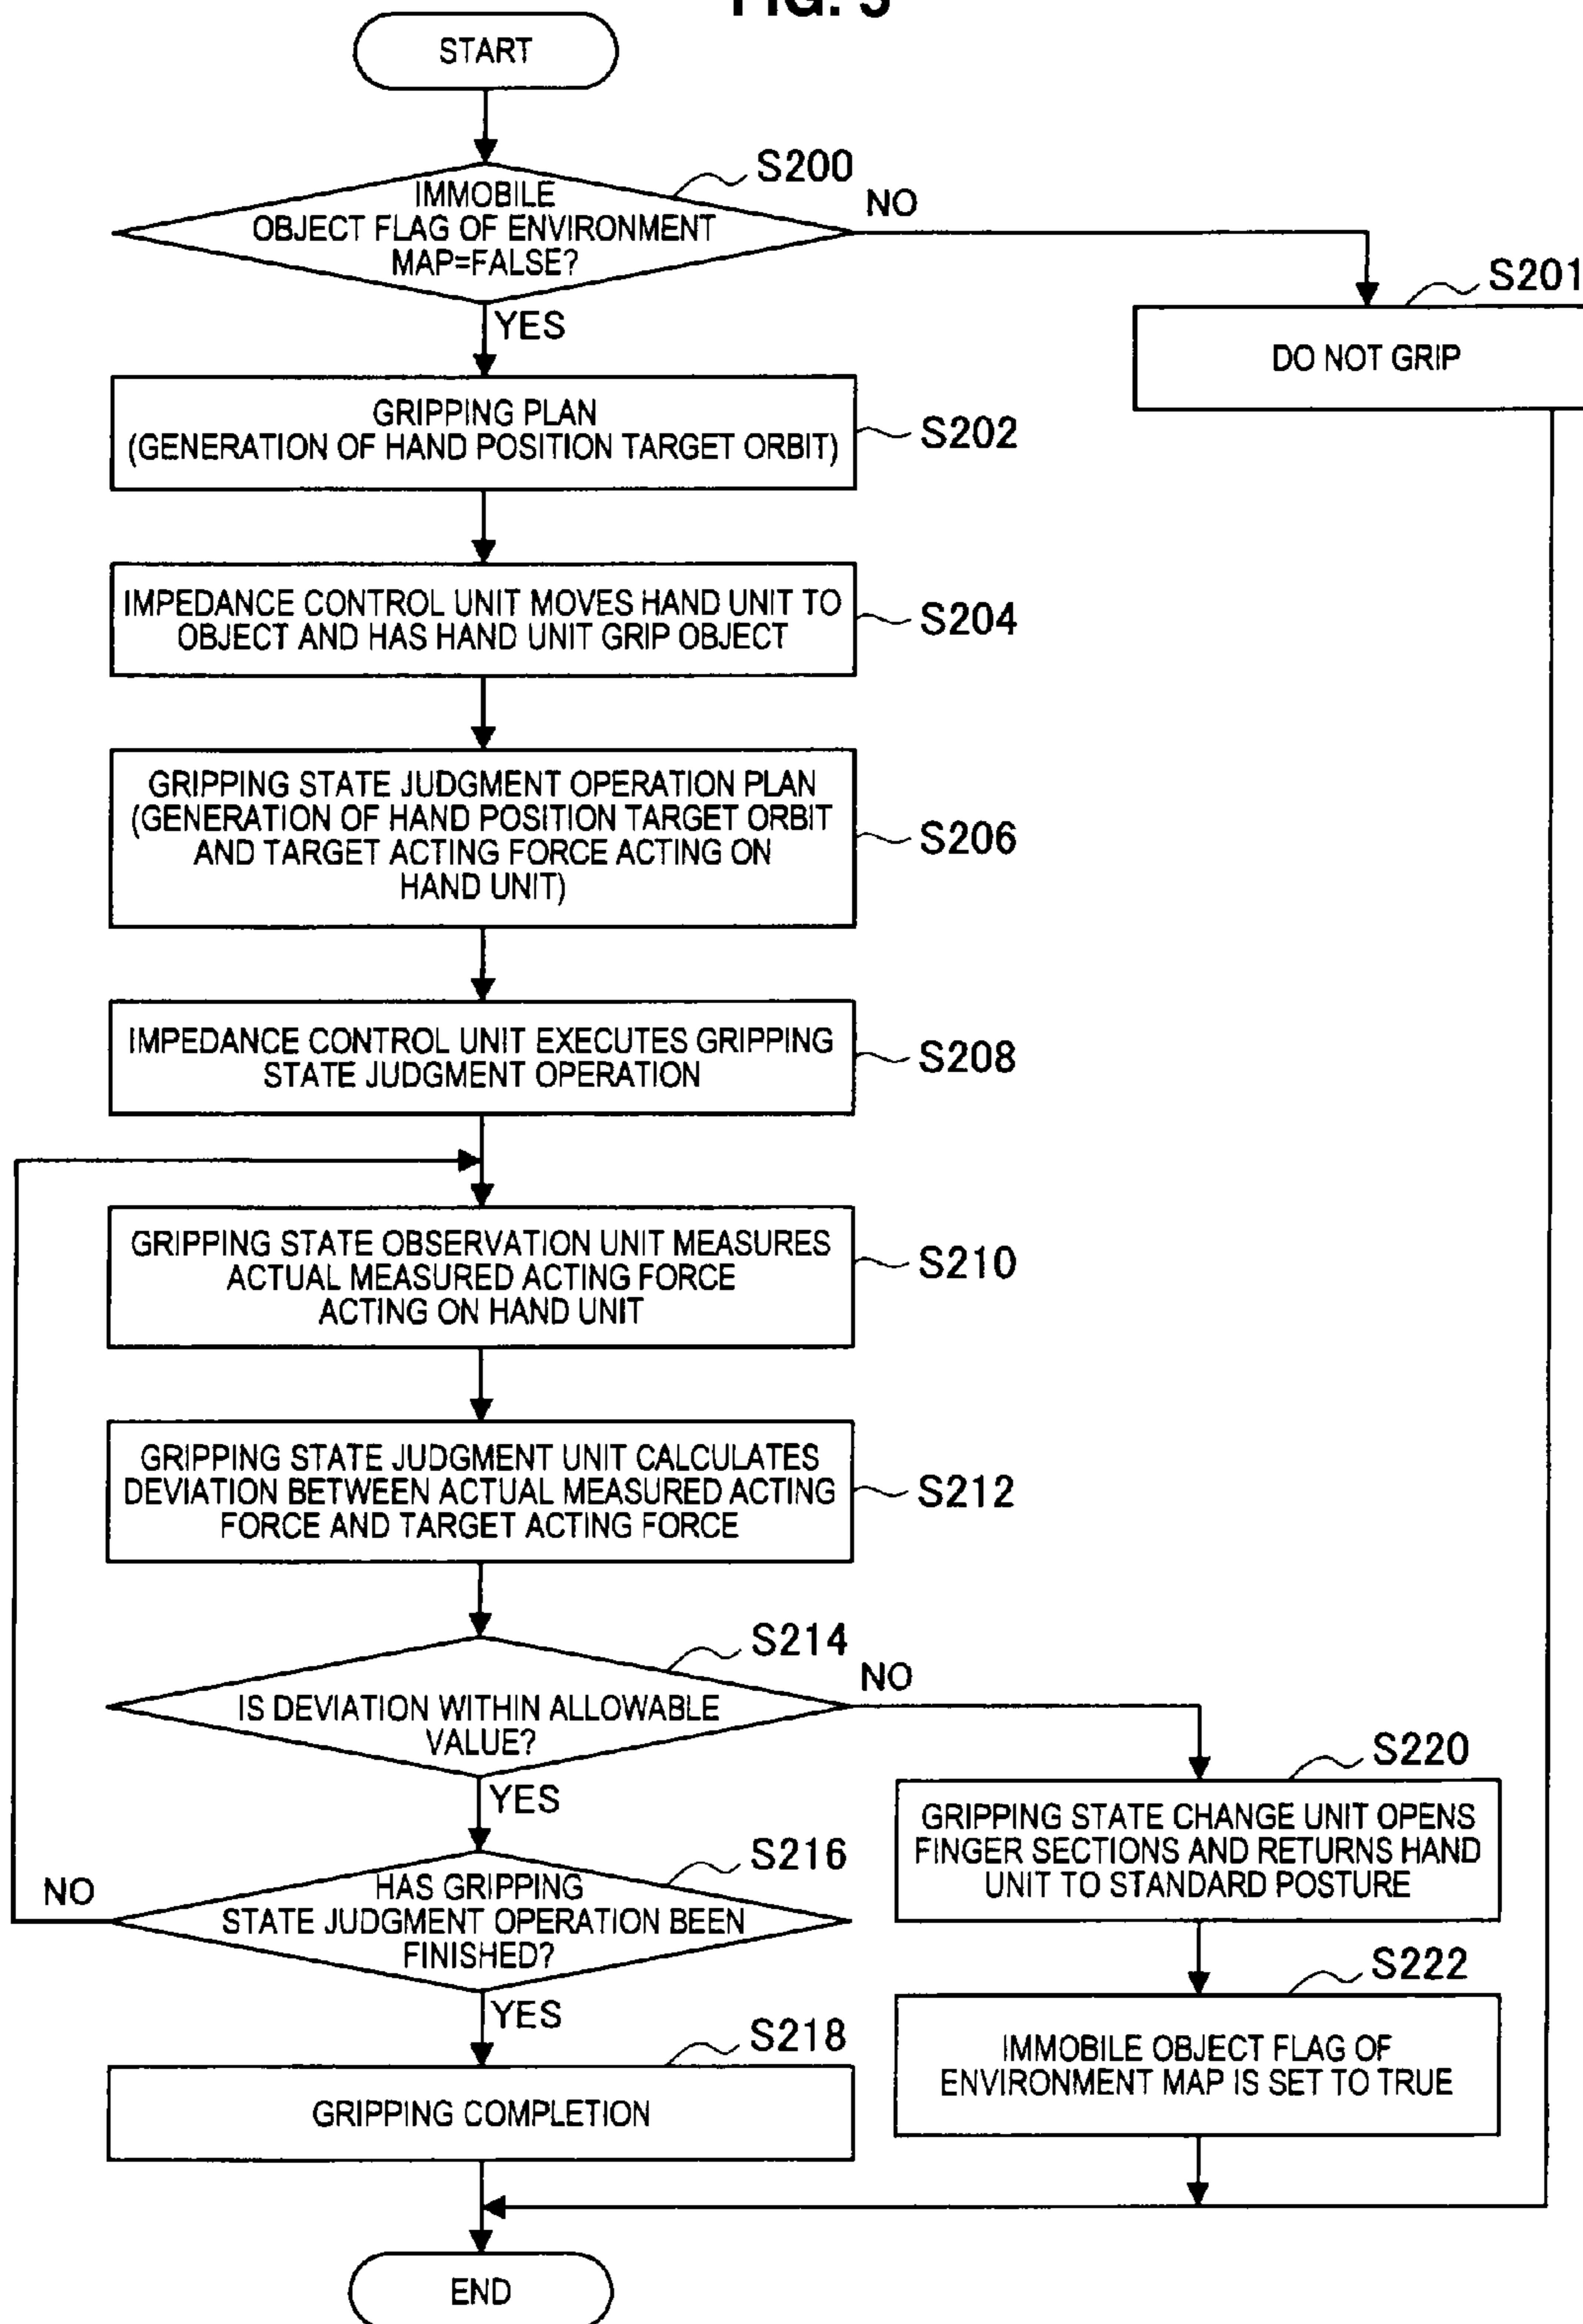 START
S200
IMMOBILE
OBJECT FLAG OF ENVIRONMENT
MAP=FALSE?
NO
YES
S201
DO NOT GRIP
GRIPPING PLAN
(GENERATION OF HAND POSITION TARGET ORBIT)
S202
IMPEDANCE CONTROL UNIT MOVES HAND UNIT TO
OBJECT AND HAS HAND UNIT GRIP OBJECT
S204
GRIPPING STATE JUDGMENT OPERATION PLAN
(GENERATION OF HAND POSITION TARGET ORBIT
AND TARGET ACTING FORCE ACTING ON
HAND UNIT)
S206
IMPEDANCE CONTROL UNIT EXECUTES GRIPPING
STATE JUDGMENT OPERATION
S208
GRIPPING STATE OBSERVATION UNIT MEASURES
ACTUAL MEASURED ACTING FORCE
ACTING ON HAND UNIT
S210
GRIPPING STATE JUDGMENT UNIT CALCULATES
DEVIATION BETWEEN ACTUAL MEASURED ACTING
FORCE AND TARGET ACTING FORCE
S212
S214
IS DEVIATION WITHIN ALLOWABLE
VALUE?
NO
YES
S220
GRIPPING STATE CHANGE UNIT OPENS
FINGER SECTIONS AND RETURNS HAND
UNIT TO STANDARD POSTURE
S216
HAS GRIPPING
STATE JUDGMENT OPERATION BEEN
FINISHED?
NO
YES
S222
IMMOBILE OBJECT FLAG OF
ENVIRONMENT MAP IS SET TO TRUE
S218
GRIPPING COMPLETION
END